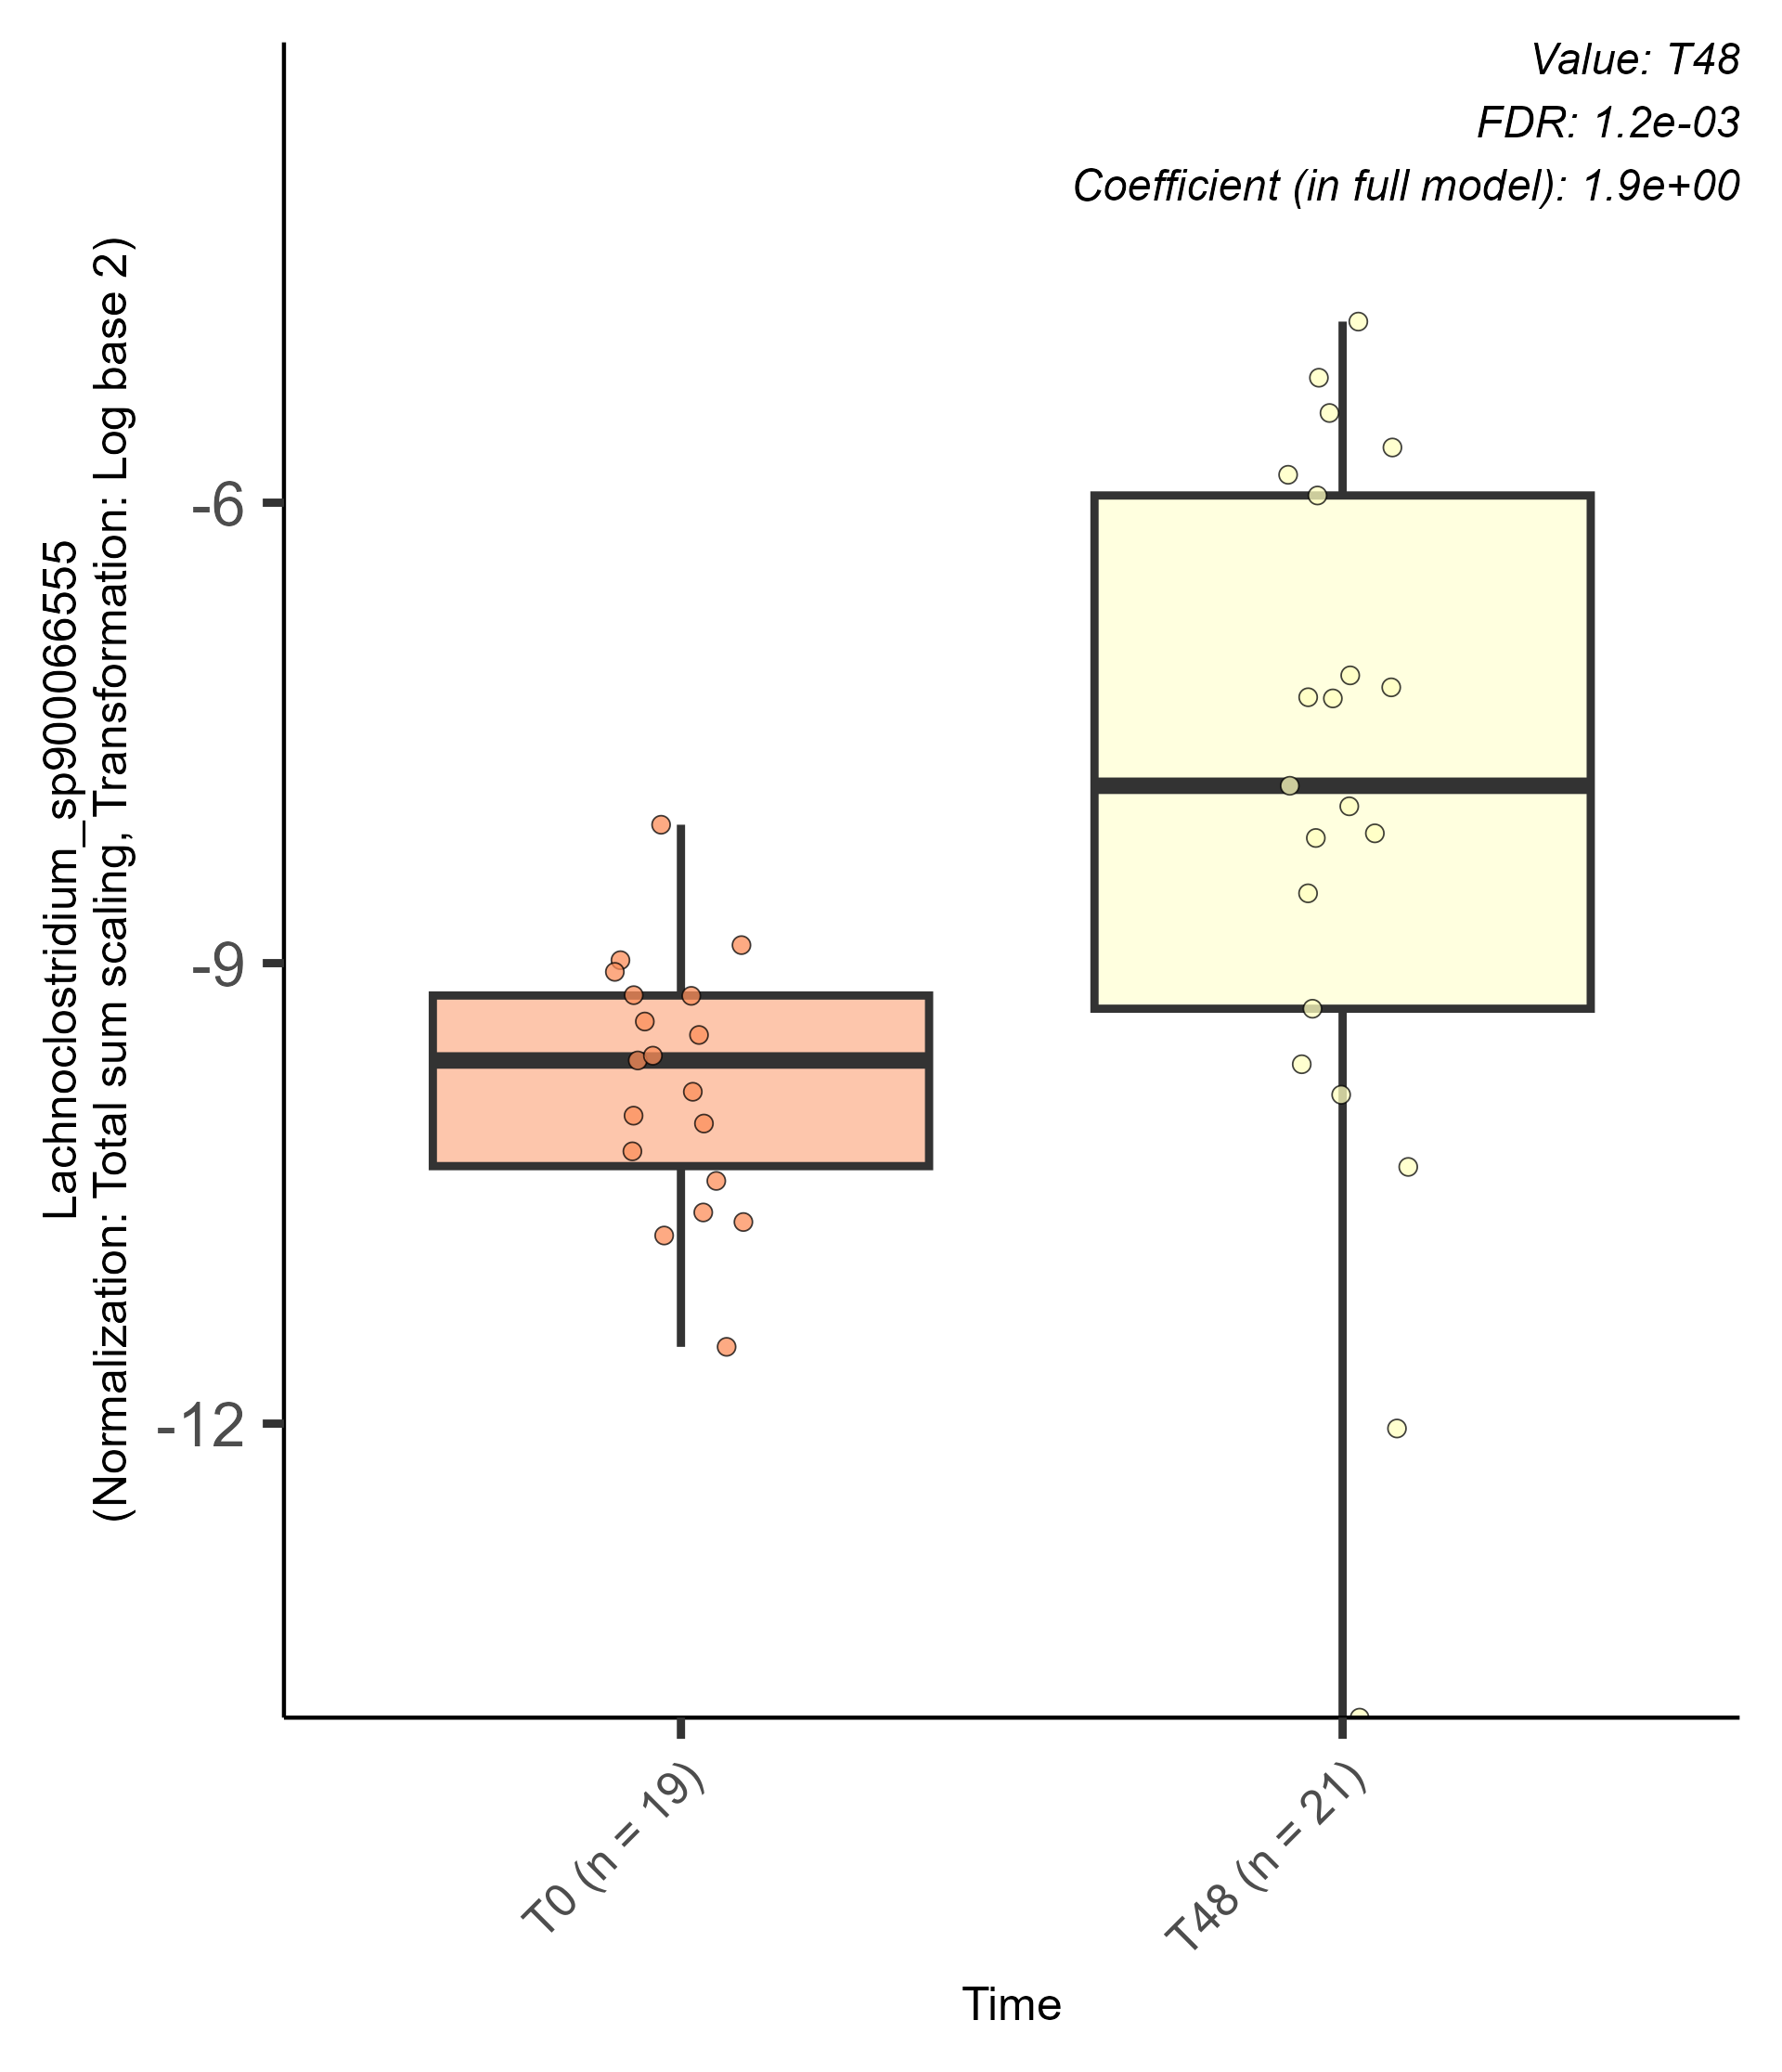 Value: T48
FDR: 1.2e-03
Coefficient (in full model): 1.9e+00
Lachnoclostridium_sp900066555
(Normalization: Total sum scaling, Transformation: Log base 2)
-6
-9
-12
T0 (n = 19)
T48 (n = 21)
Time